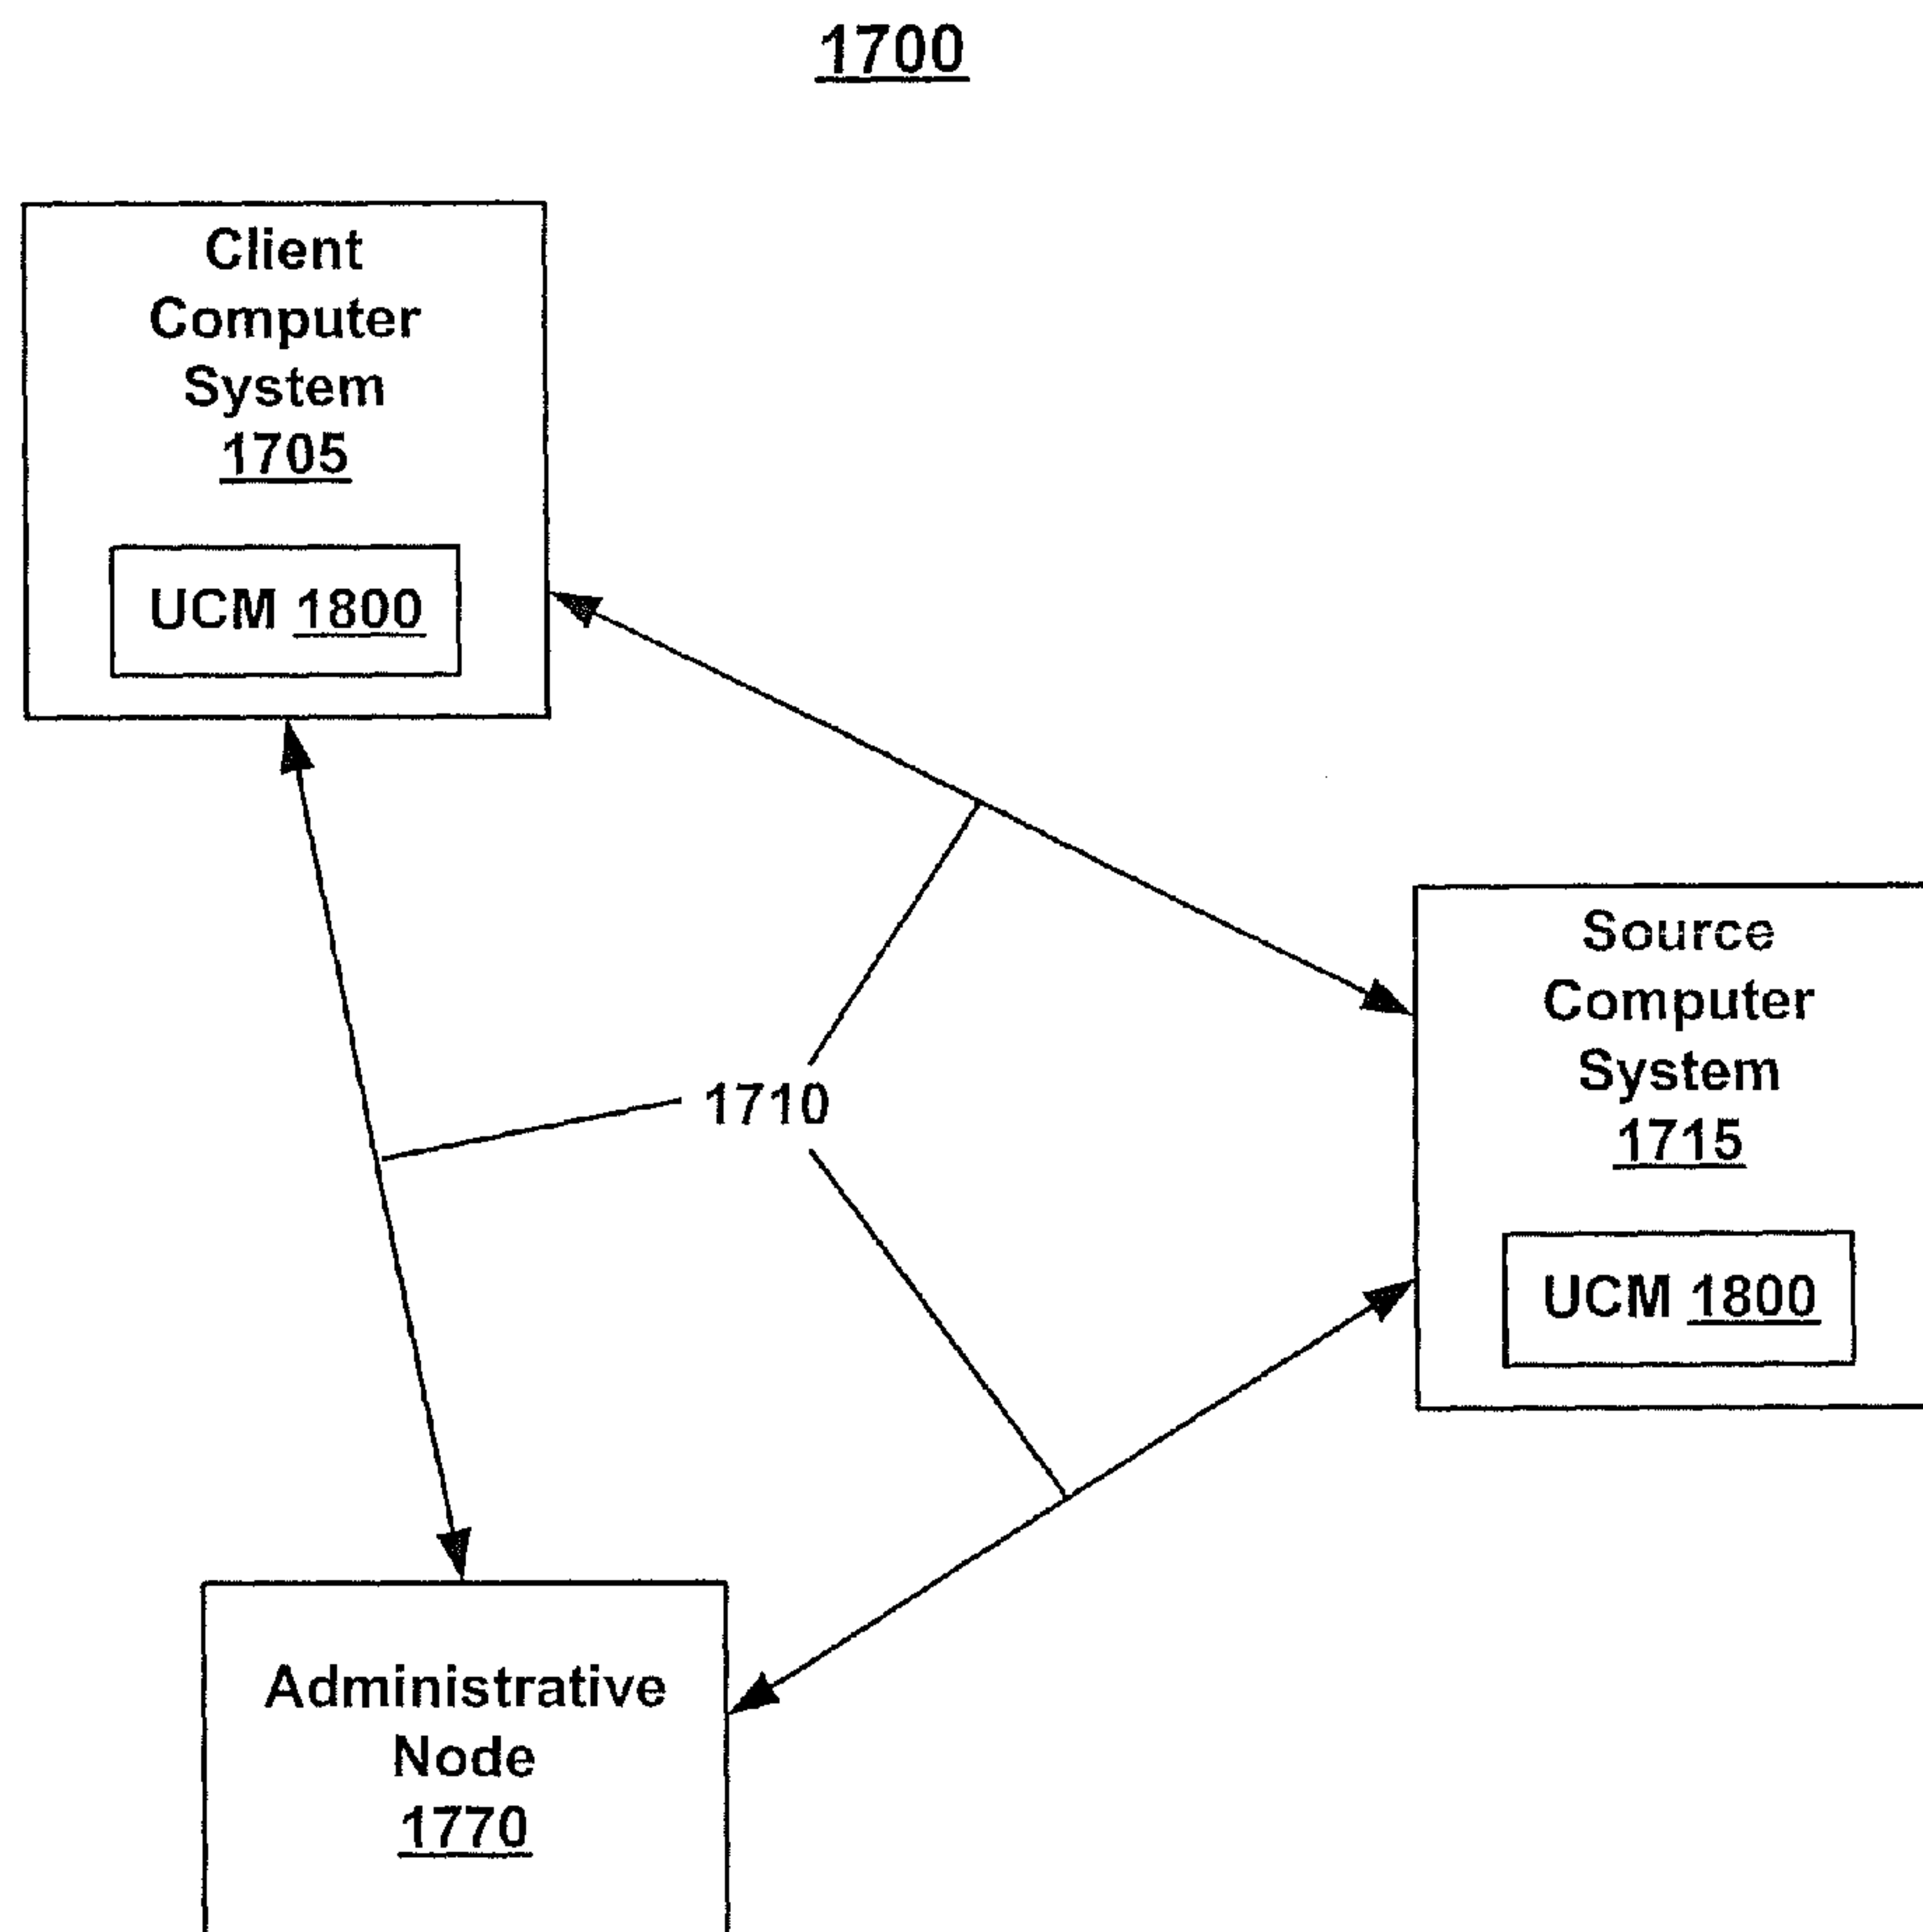 1700
Client
Computer
System
1705
UCM 1800
1710
Source
Computer
System
1715
UCM 1800
Administrative
Node
1770